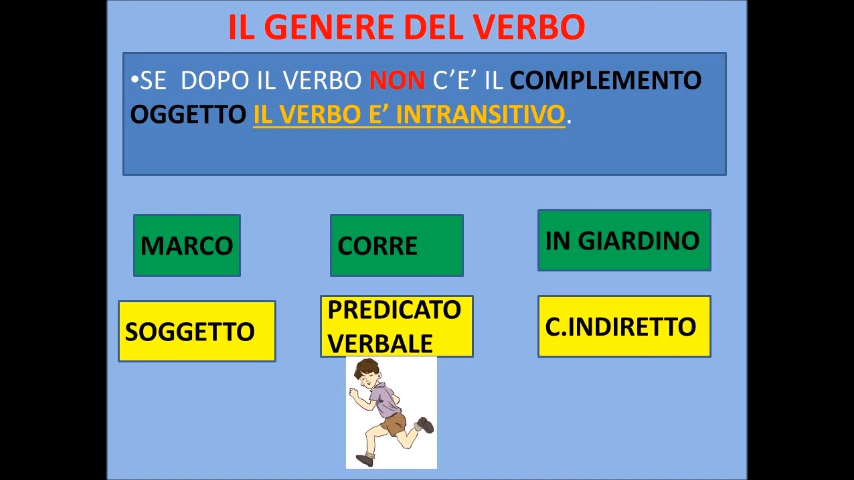 IL GENERE DEL VERBO
•SE DOPO IL VERBO NON C'E' IL COMPLEMENTO
OGGETTO IL VERBO E' INTRANSITIVO.
MARCO CORRE IN GIARDINO
SOGGETTO PREDICATO VERBALE C.INDIRETTO